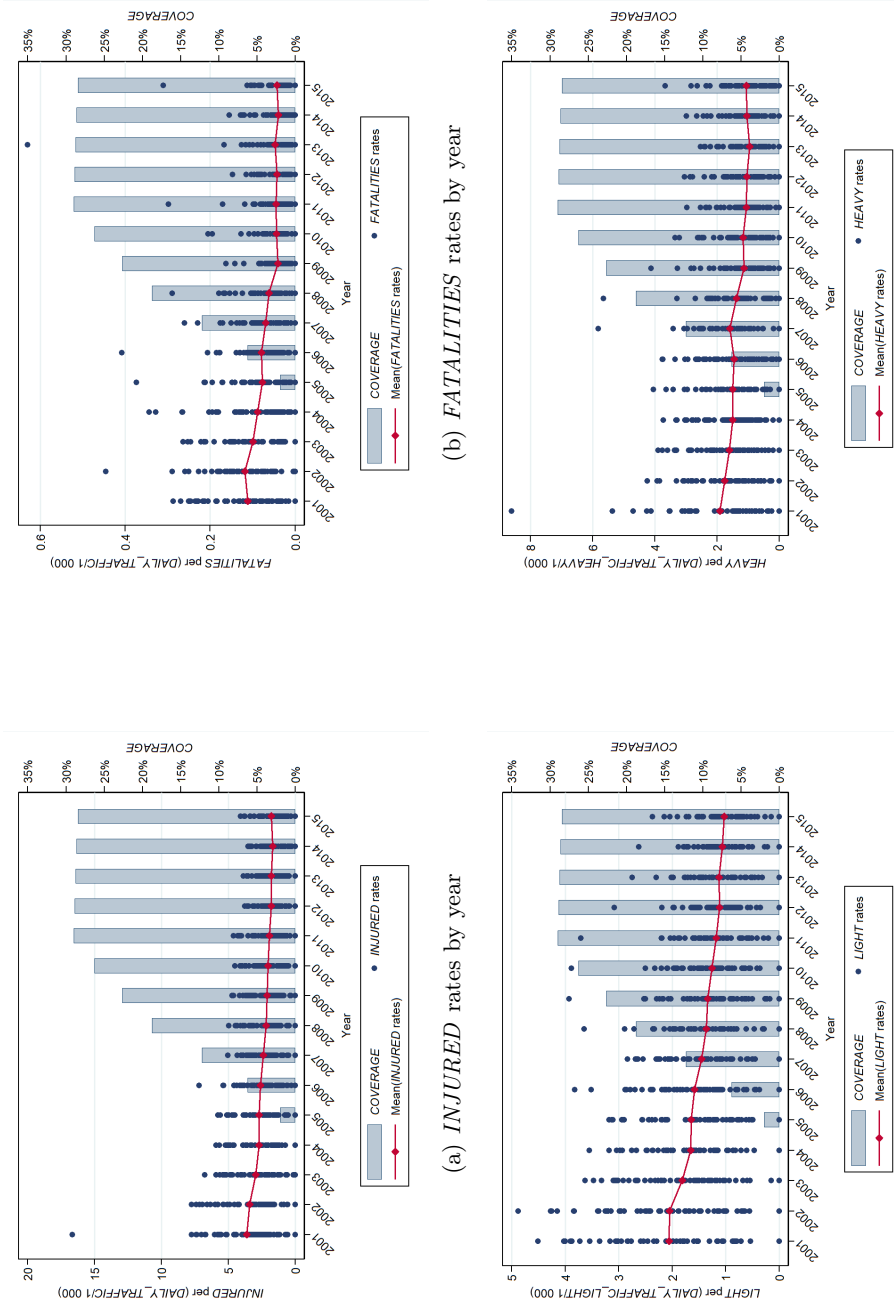 INJURED per (DAILY_TRAFFIC/1 000)
20
15
10
5
0
35%
30%
25%
20%
15%
10%
5%
0%
COVERAGE
2001 2002 2003 2004 2005 2006 2007 2008 2009 2010 2011 2012 2013 2014 2015
Year
COVERAGE INJURED rates
Mean(INJURED rates)
(a) INJURED rates by year
FATALITIES per (DAILY_TRAFFIC/1 000)
0.6
0.4
0.2
0.0
35%
30%
25%
20%
15%
10%
5%
0%
COVERAGE
2001 2002 2003 2004 2005 2006 2007 2008 2009 2010 2011 2012 2013 2014 2015
Year
COVERAGE FATALITIES rates
Mean(FATALITIES rates)
(b) FATALITIES rates by year
LIGHT per (DAILY_TRAFFIC_LIGHT/1 000)
5
4
3
2
1
0
35%
30%
25%
20%
15%
10%
5%
0%
COVERAGE
2001 2002 2003 2004 2005 2006 2007 2008 2009 2010 2011 2012 2013 2014 2015
Year
COVERAGE LIGHT rates
Mean(LIGHT rates)
HEAVY per (DAILY_TRAFFIC_HEAVY/1 000)
8
6
4
2
0
35%
30%
25%
20%
15%
10%
5%
0%
COVERAGE
2001 2002 2003 2004 2005 2006 2007 2008 2009 2010 2011 2012 2013 2014 2015
Year
COVERAGE HEAVY rates
Mean(HEAVY rates)